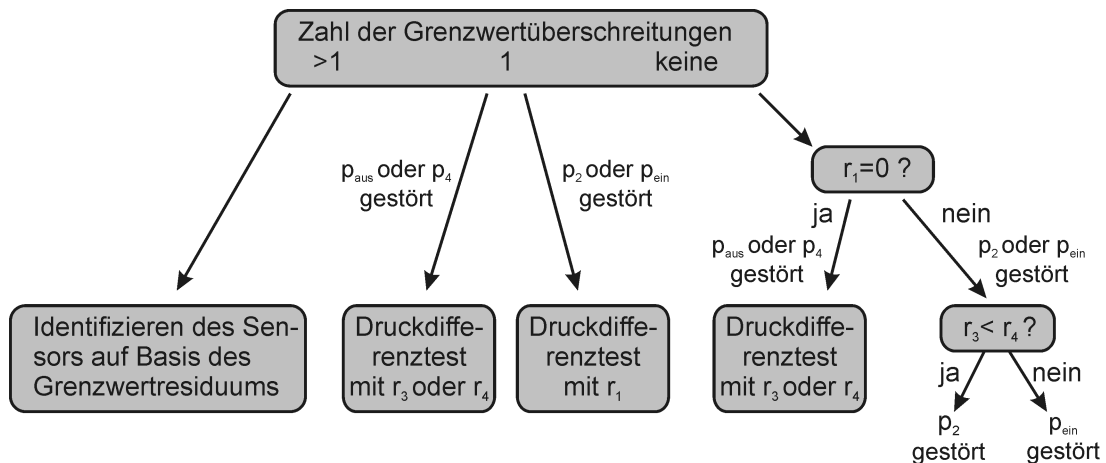 Zahl der Grenzwertüberschreitungen
>1 1 keine
p_aus oder p_4
gestört
p_2 oder p_ein
gestört
r_1=0 ?
ja nein
p_aus oder p_4
gestört
p_2 oder p_ein
gestört
Identifizieren des Sen-
sors auf Basis des
Grenzwertresiduums
Druckdiffe-
renztest
mit r_3 oder r_4
Druckdiffe-
renztest
mit r_1
Druckdiffe-
renztest
mit r_3 oder r_4
r_3< r_4 ?
ja nein
p_2
gestört
p_ein
gestört